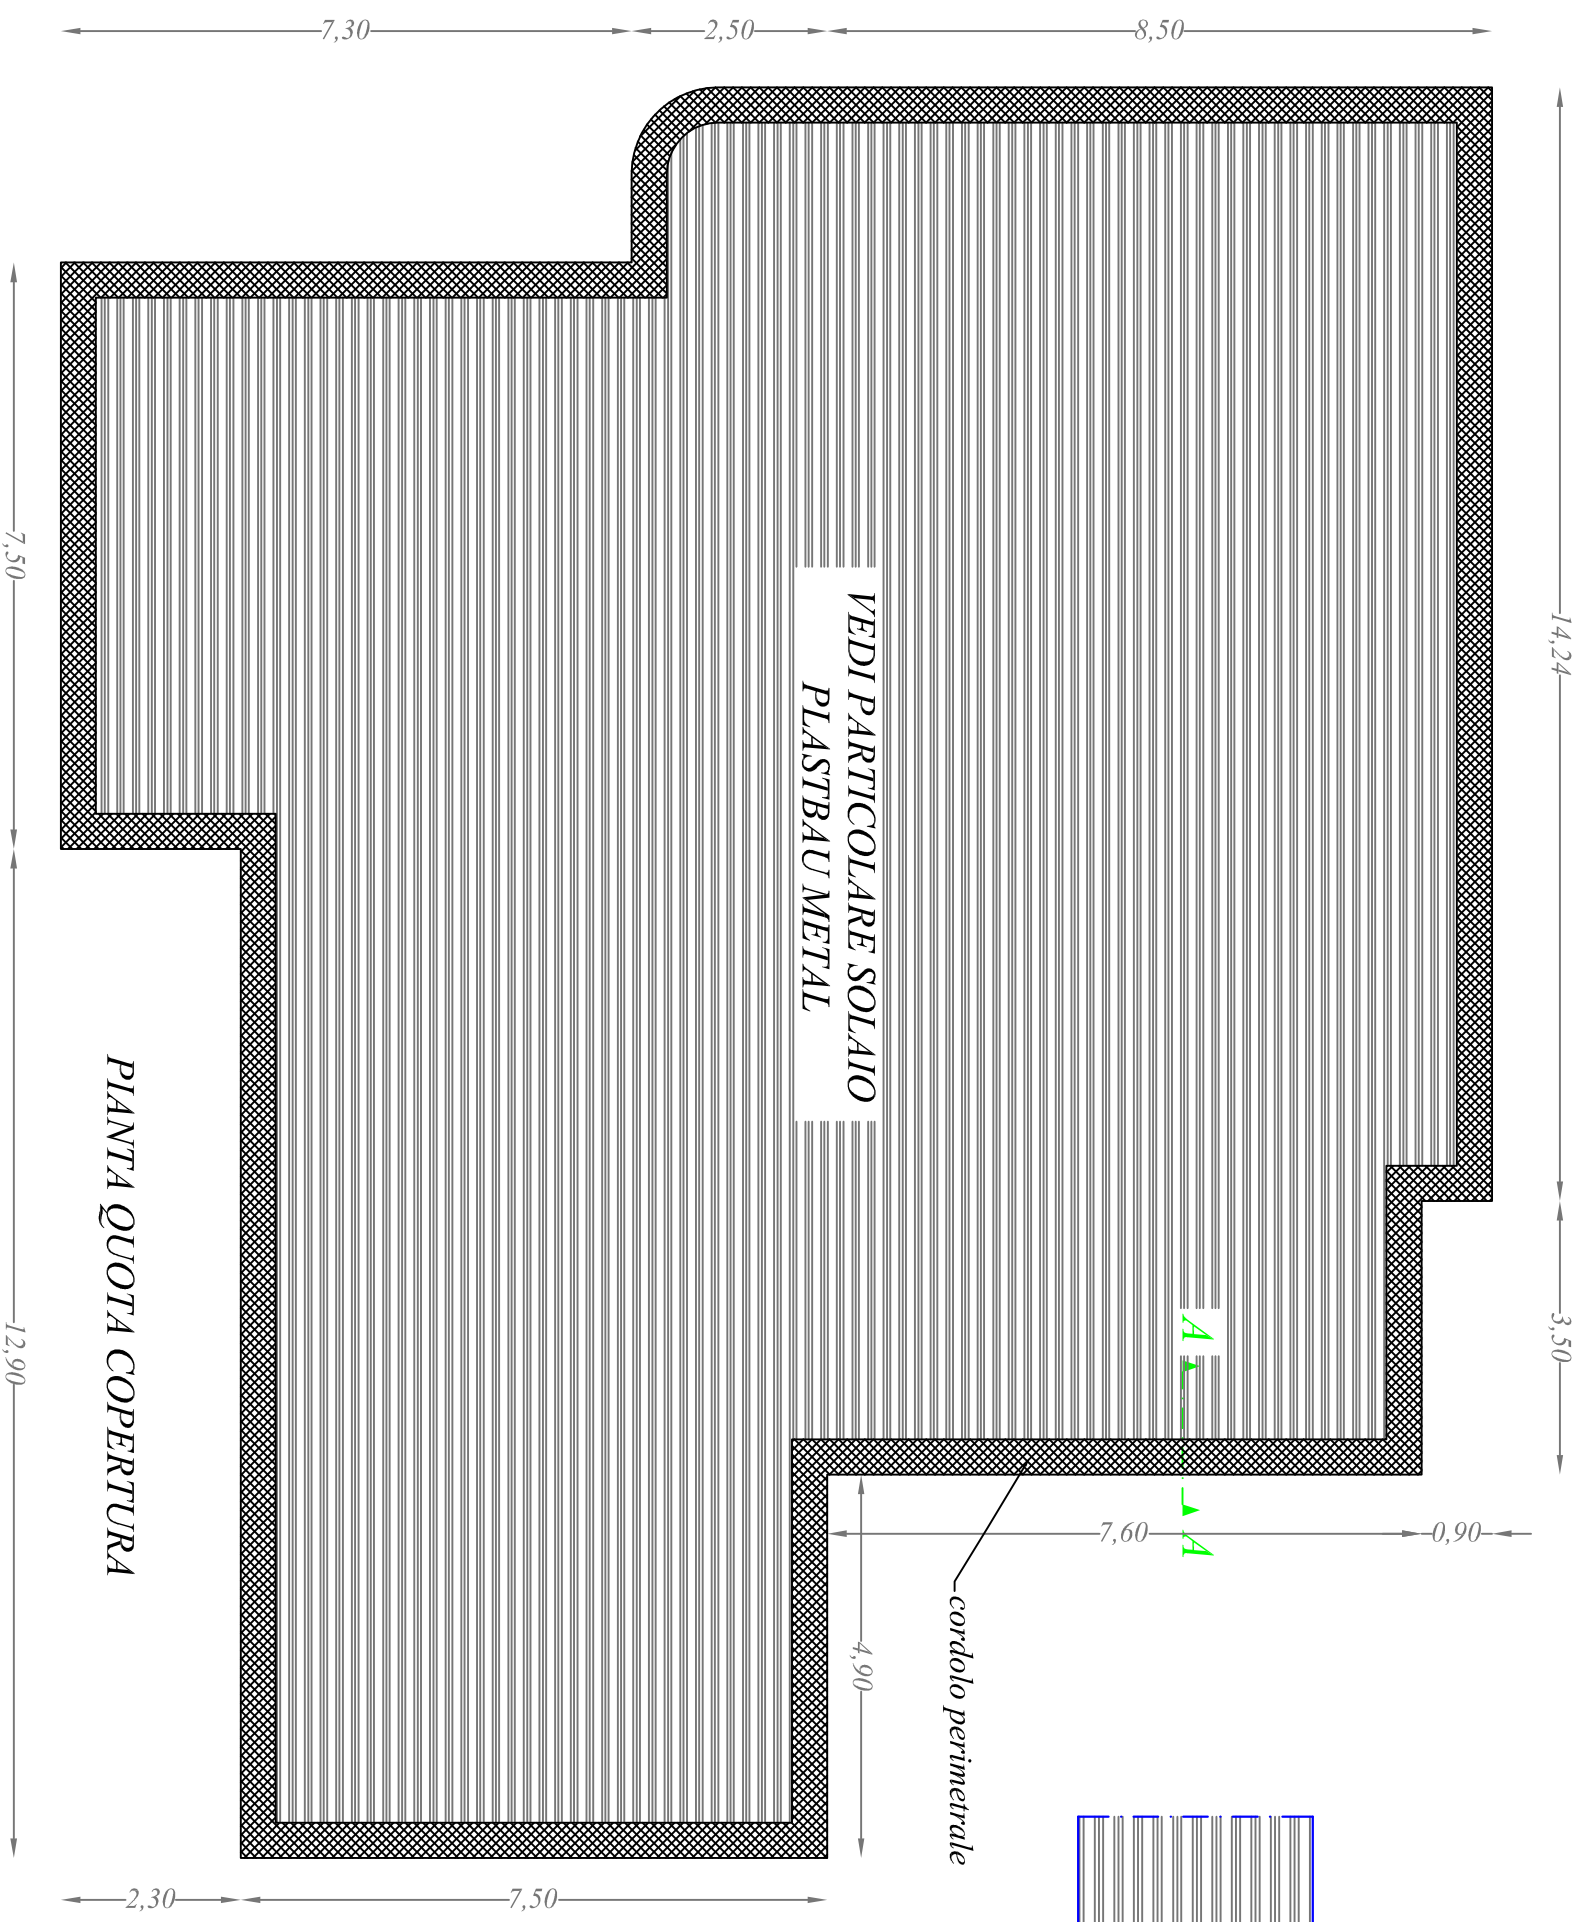 7,30
2,50
8,50
14,24
3,50
VEDI PARTICOLARE SOLAIO
PLASTBAU METAL
A
A
7,60
0,90
4,90
cordolo perimetrale
7,50
12,90
PIANTA QUOTA COPERTURA
2,30
7,50